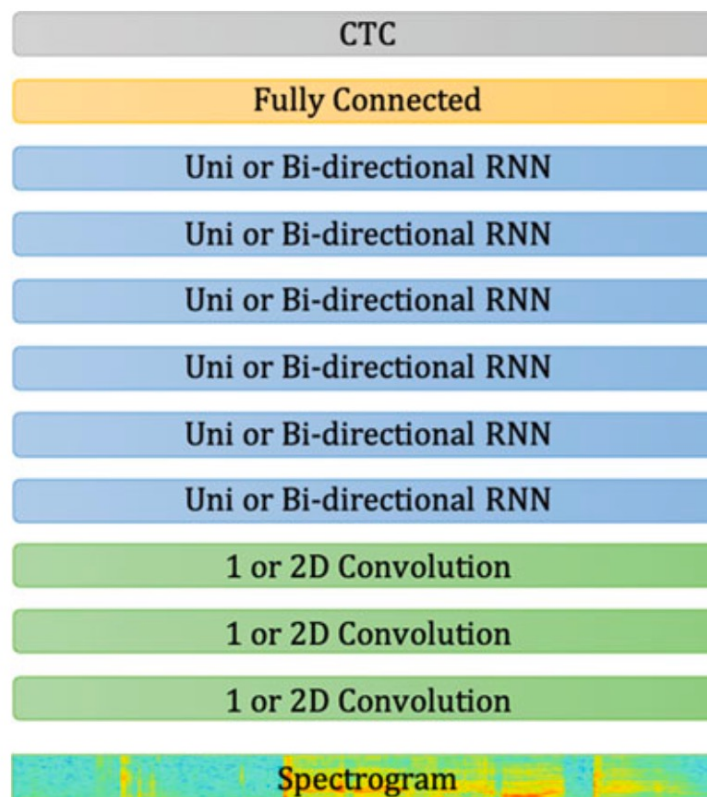 CTC
Fully Connected
Uni or Bi-directional RNN
Uni or Bi-directional RNN
Uni or Bi-directional RNN
Uni or Bi-directional RNN
Uni or Bi-directional RNN
Uni or Bi-directional RNN
1 or 2D Convolution
1 or 2D Convolution
1 or 2D Convolution
Spectrogram